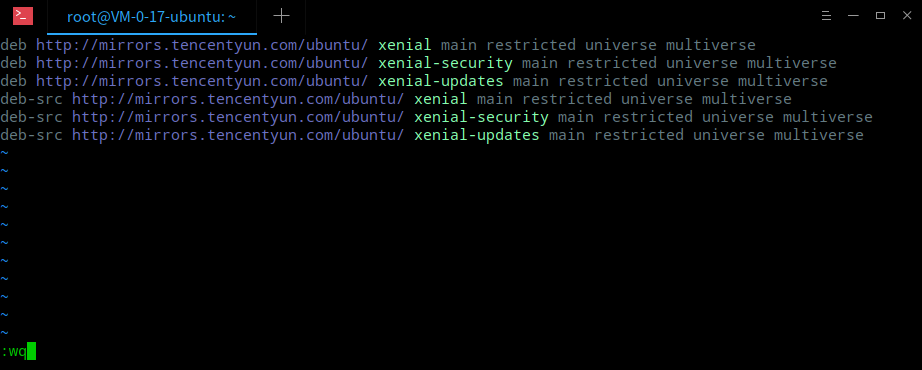 >_ root@VM-0-17-ubuntu: ~
deb http://mirrors.tencentyun.com/ubuntu/ xenial main restricted universe multiverse
deb http://mirrors.tencentyun.com/ubuntu/ xenial-security main restricted universe multiverse
deb http://mirrors.tencentyun.com/ubuntu/ xenial-updates main restricted universe multiverse
deb-src http://mirrors.tencentyun.com/ubuntu/ xenial main restricted universe multiverse
deb-src http://mirrors.tencentyun.com/ubuntu/ xenial-security main restricted universe multiverse
deb-src http://mirrors.tencentyun.com/ubuntu/ xenial-updates main restricted universe multiverse
~
~
~
~
~
~
~
~
~
~
~
:wq